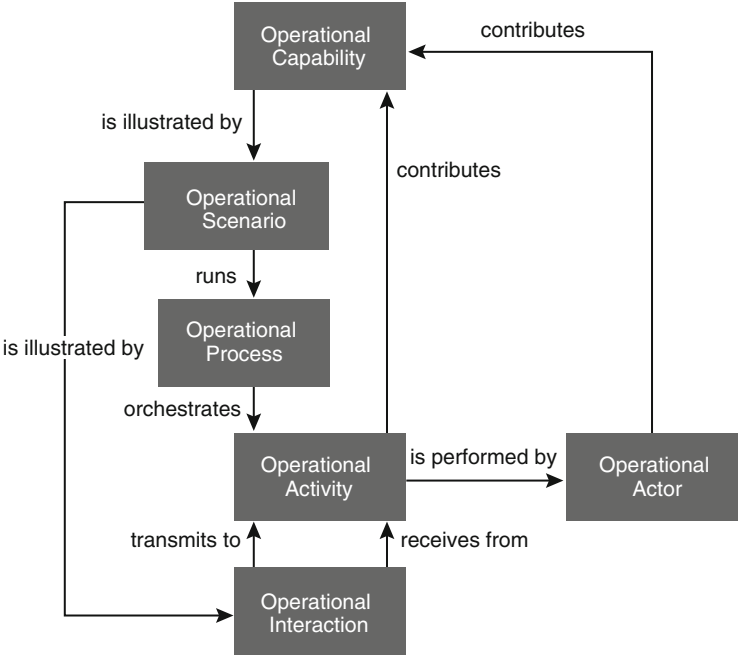 Operational
Capability
contributes
is illustrated by
contributes
Operational
Scenario
runs
Operational
Process
is illustrated by
orchestrates
Operational
Activity
is performed by
Operational
Actor
transmits to
receives from
Operational
Interaction